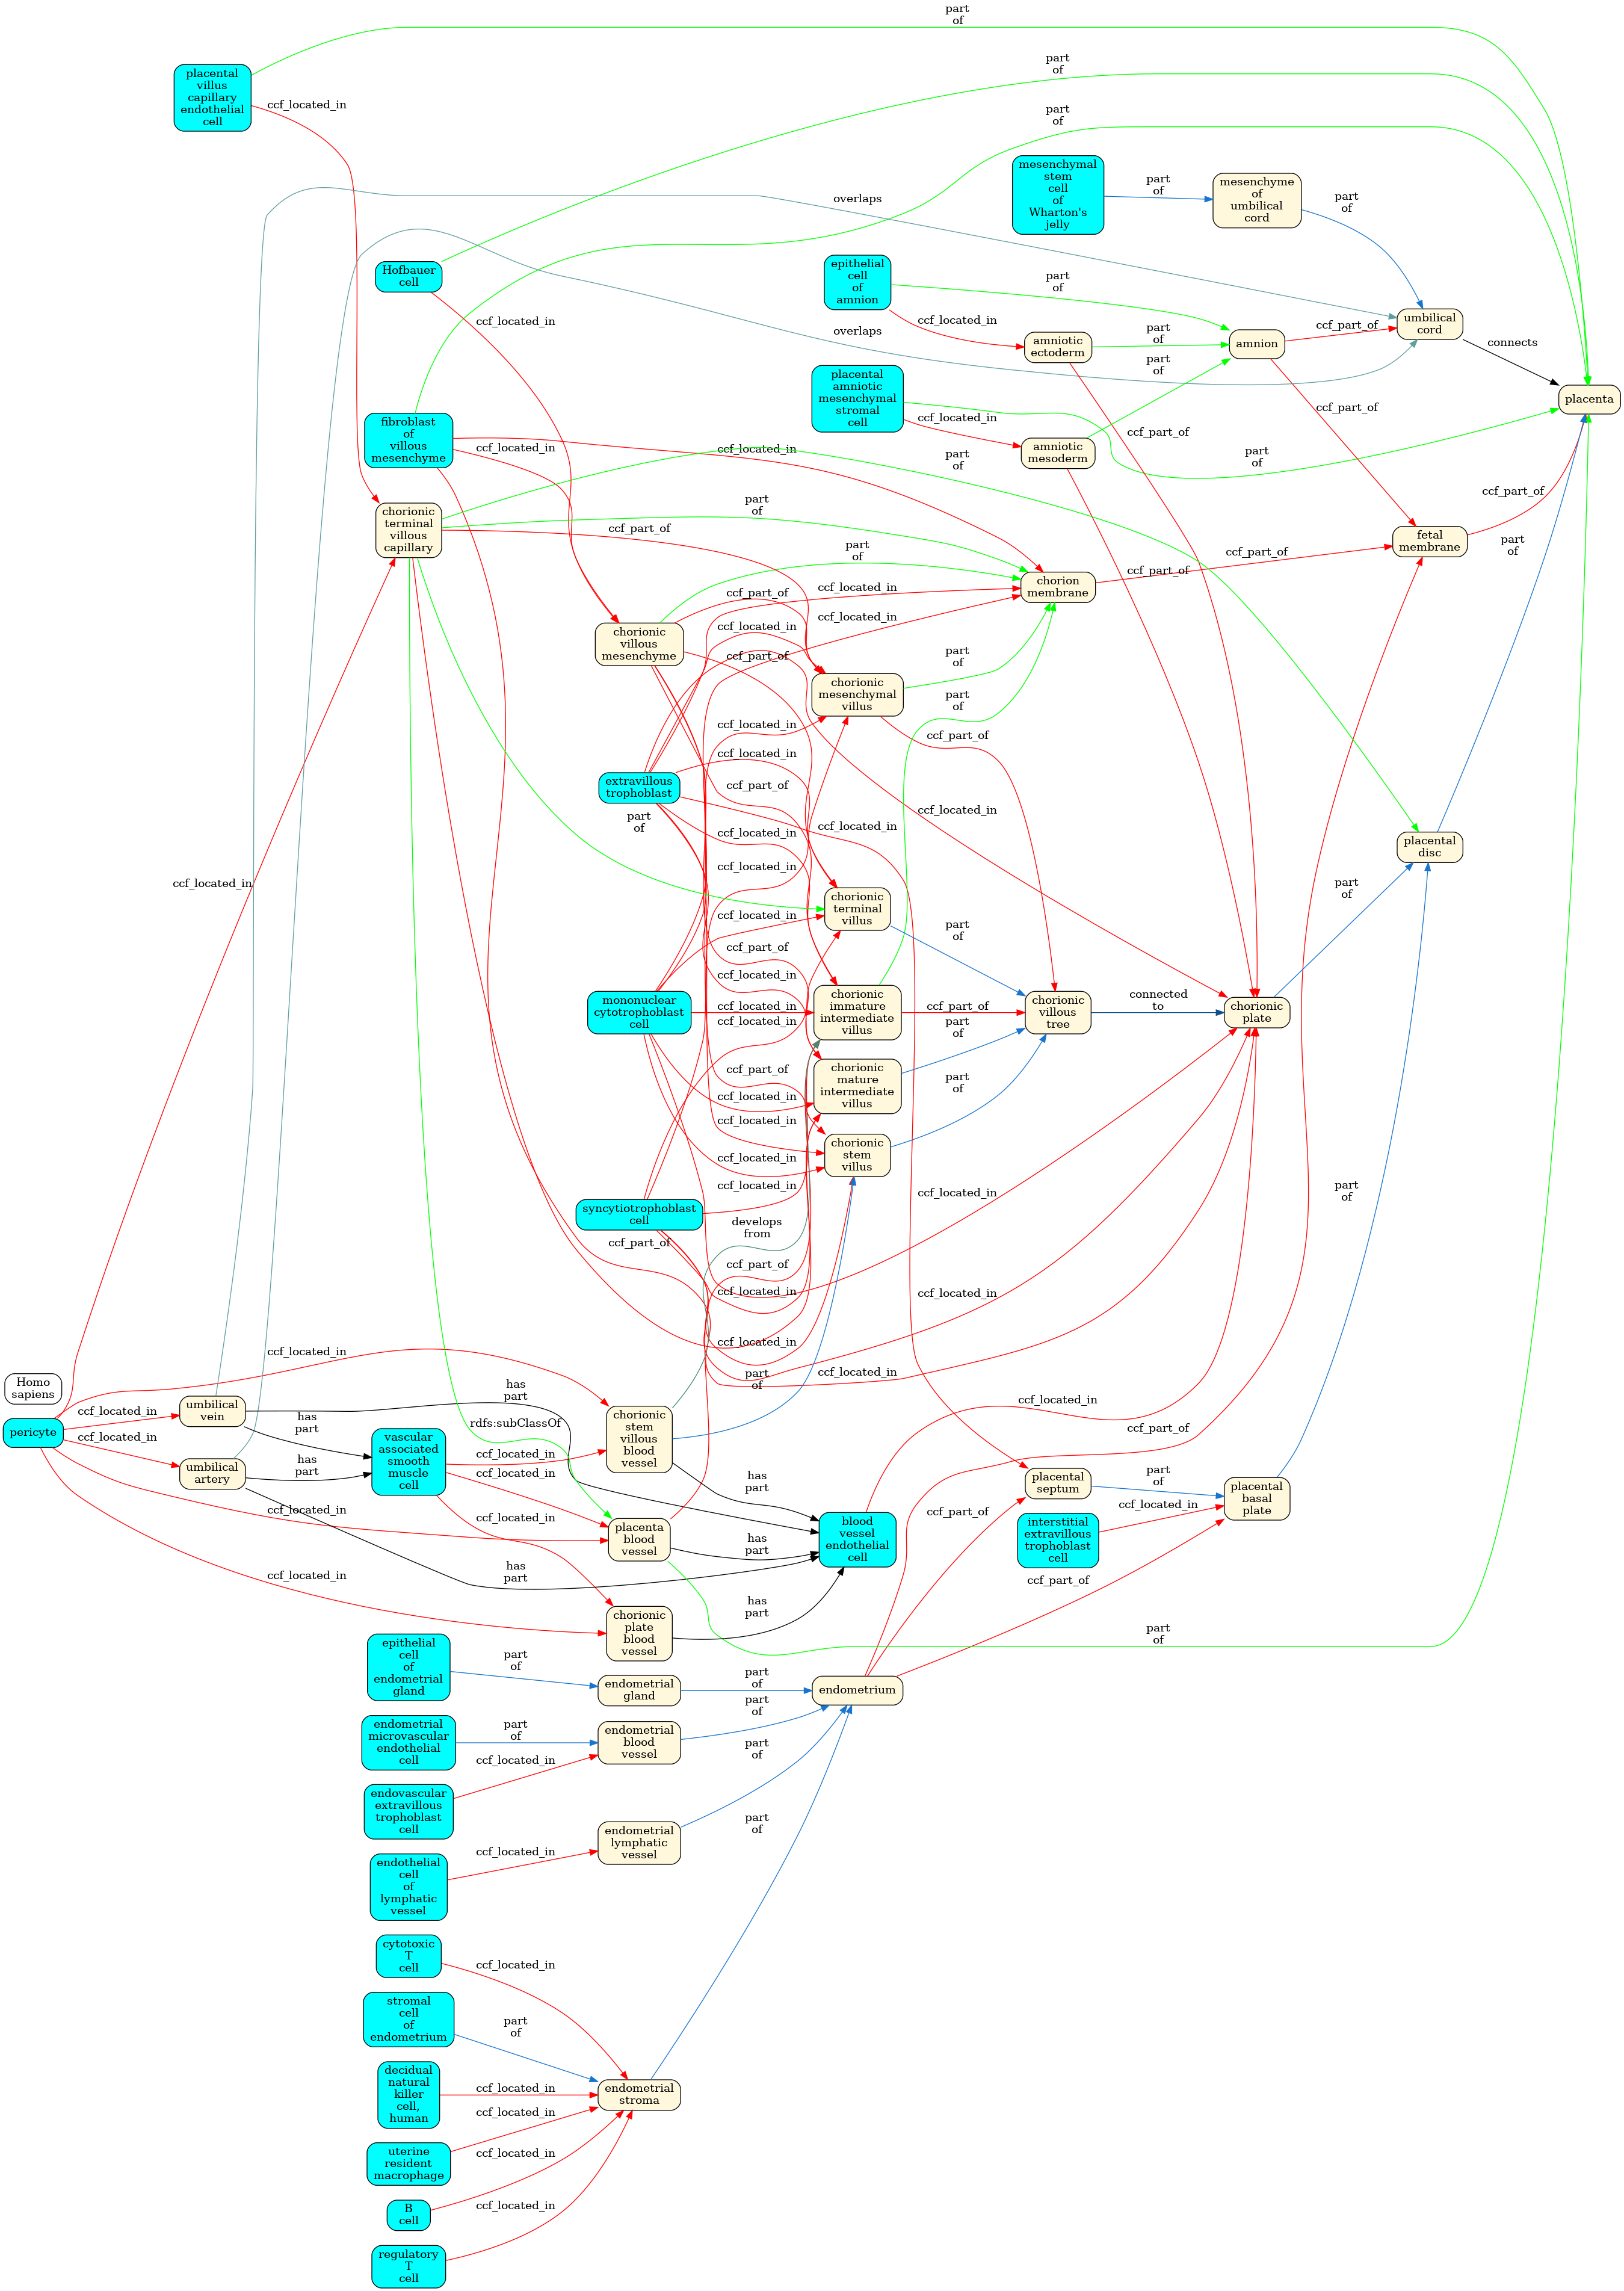 part
of
part
of
placental
villus
capillary
endothelial
cell
ccf_located_in
part
of
mesenchymal
stem
cell
of
Wharton's
jelly
part
of
mesenchyme
of
umbilical
cord
part
of
overlaps
Hofbauer
cell
epithelial
cell
of
amnion
part
of
ccf_located_in
ccf_located_in
overlaps
amniotic
ectoderm
part
of
amnion
ccf_part_of
umbilical
cord
connects
part
of
placental
amniotic
mesenchymal
stromal
cell
ccf_located_in
placenta
ccf_part_of
fibroblast
of
villous
mesenchyme
ccf_located_in
ccf_located_in
amniotic
mesoderm
ccf_part_of
part
of
part
of
chorionic
terminal
villous
capillary
part
of
ccf_part_of
ccf_part_of
fetal
membrane
part
of
part
of
chorion
membrane
ccf_part_of
ccf_located_in
ccf_part_of
ccf_located_in
ccf_located_in
chorionic
villous
mesenchyme
ccf_part_of
part
of
chorionic
mesenchymal
villus
part
of
ccf_located_in
ccf_part_of
ccf_located_in
extravillous
trophoblast
ccf_part_of
part
of
ccf_located_in
ccf_located_in
ccf_located_in
placental
disc
ccf_located_in
ccf_located_in
ccf_located_in
chorionic
terminal
villus
part
of
part
of
ccf_part_of
ccf_located_in
mononuclear
cytotrophoblast
cell
ccf_located_in
ccf_located_in
chorionic
immature
intermediate
villus
ccf_part_of
part
of
chorionic
villous
tree
connected
to
chorionic
plate
ccf_part_of
ccf_located_in
chorionic
mature
intermediate
villus
part
of
ccf_located_in
ccf_located_in
chorionic
stem
villus
ccf_located_in
ccf_located_in
part
of
syncytiotrophoblast
cell
develops
from
ccf_part_of
ccf_part_of
ccf_located_in
ccf_located_in
ccf_located_in
ccf_located_in
ccf_located_in
part
of
Homo
sapiens
pericyte
ccf_located_in
ccf_located_in
umbilical
vein
umbilical
artery
has
part
has
part
has
part
has
part
rdfs:subClassOf
vascular
associated
smooth
muscle
cell
ccf_located_in
ccf_located_in
ccf_located_in
ccf_located_in
ccf_located_in
chorionic
stem
villous
blood
vessel
has
part
ccf_located_in
ccf_part_of
placental
septum
part
of
placental
basal
plate
ccf_located_in
ccf_part_of
interstitial
extravillous
trophoblast
cell
ccf_part_of
placenta
blood
vessel
has
part
blood
vessel
endothelial
cell
chorionic
plate
blood
vessel
has
part
part
of
epithelial
cell
of
endometrial
gland
part
of
endometrial
gland
part
of
endometrium
endometrial
microvascular
endothelial
cell
part
of
endometrial
blood
vessel
part
of
endovascular
extravillous
trophoblast
cell
ccf_located_in
part
of
endometrial
lymphatic
vessel
part
of
endothelial
cell
of
lymphatic
vessel
ccf_located_in
cytotoxic
T
cell
ccf_located_in
stromal
cell
of
endometrium
part
of
decidual
natural
killer
cell,
human
ccf_located_in
endometrial
stroma
uterine
resident
macrophage
ccf_located_in
B
cell
ccf_located_in
regulatory
T
cell
ccf_located_in